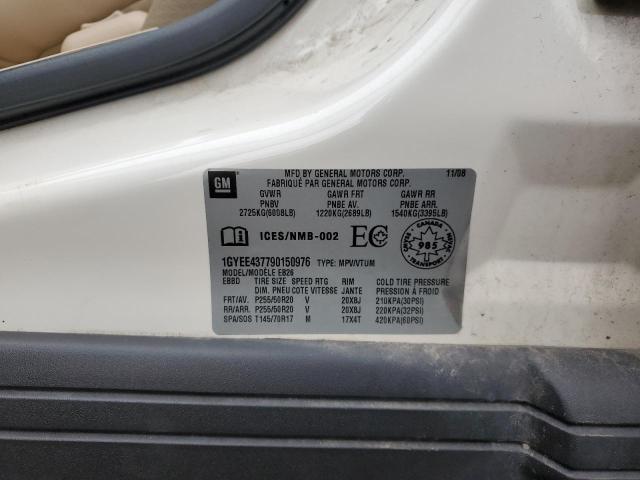 GM
MFD BY GENERAL MOTORS CORP. 11/08
FABRIQUÉ PAR GENERAL MOTORS CORP.
GVWR GAWR FRT GAWR RR
PNBV PNBE AV. PNBE ARR.
2725KG(6008LB) 1220KG(2689LB) 1540KG(3395LB)
ICES/NMB-002 EC
CANADA
985
TRANSPORT
1GYEE437790150976 TYPE: MPV/VTUM
MODEL/MODÈLE EB26
EBBD TIRE SIZE SPEED RTG RIM COLD TIRE PRESSURE
DIM. PNEU COTE VITESSE JANTE PRESSION À FROID
FRT/AV. P255/50R20 V 20X8J 210KPA(30PSI)
RR/ARR. P255/50R20 V 20X8J 220KPA(32PSI)
SPA/SOS T145/70R17 M 17X4T 420KPA(60PSI)